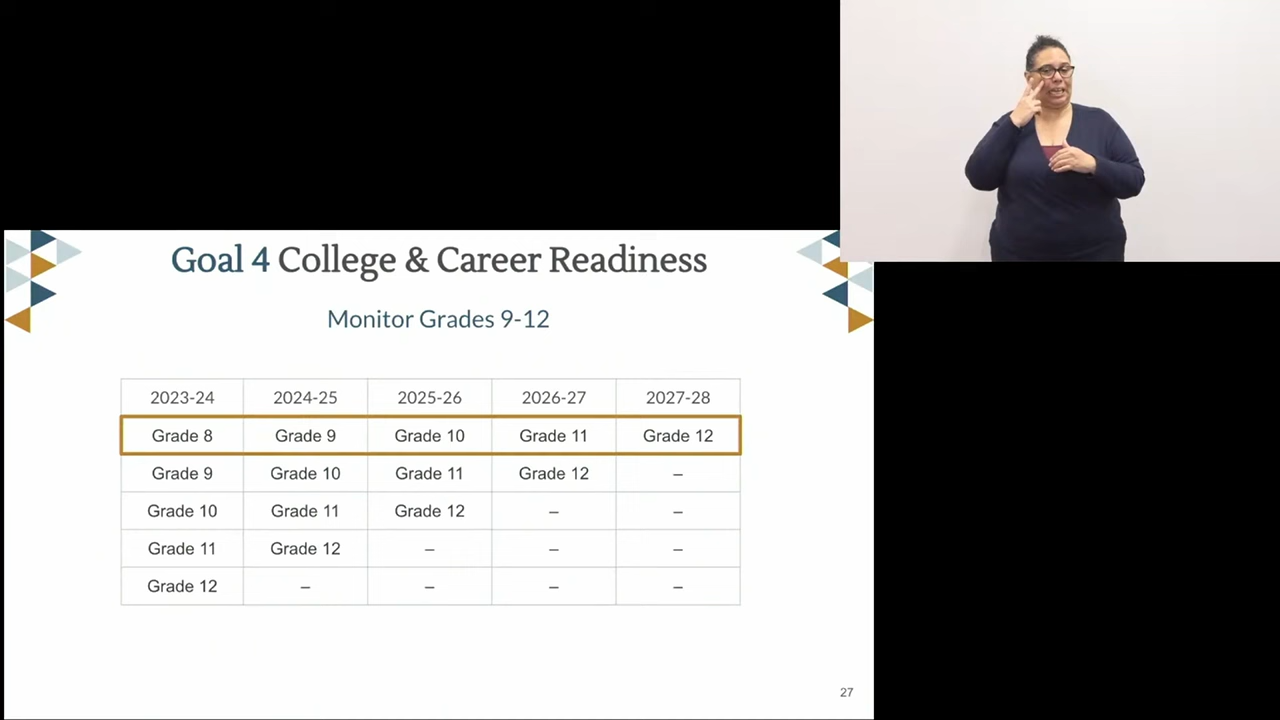 Goal 4 College & Career Readiness
Monitor Grades 9-12
2023-24 2024-25 2025-26 2026-27 2027-28
Grade 8 Grade 9 Grade 10 Grade 11 Grade 12
Grade 9 Grade 10 Grade 11 Grade 12 –
Grade 10 Grade 11 Grade 12 – –
Grade 11 Grade 12 – – –
Grade 12 – – – –
27